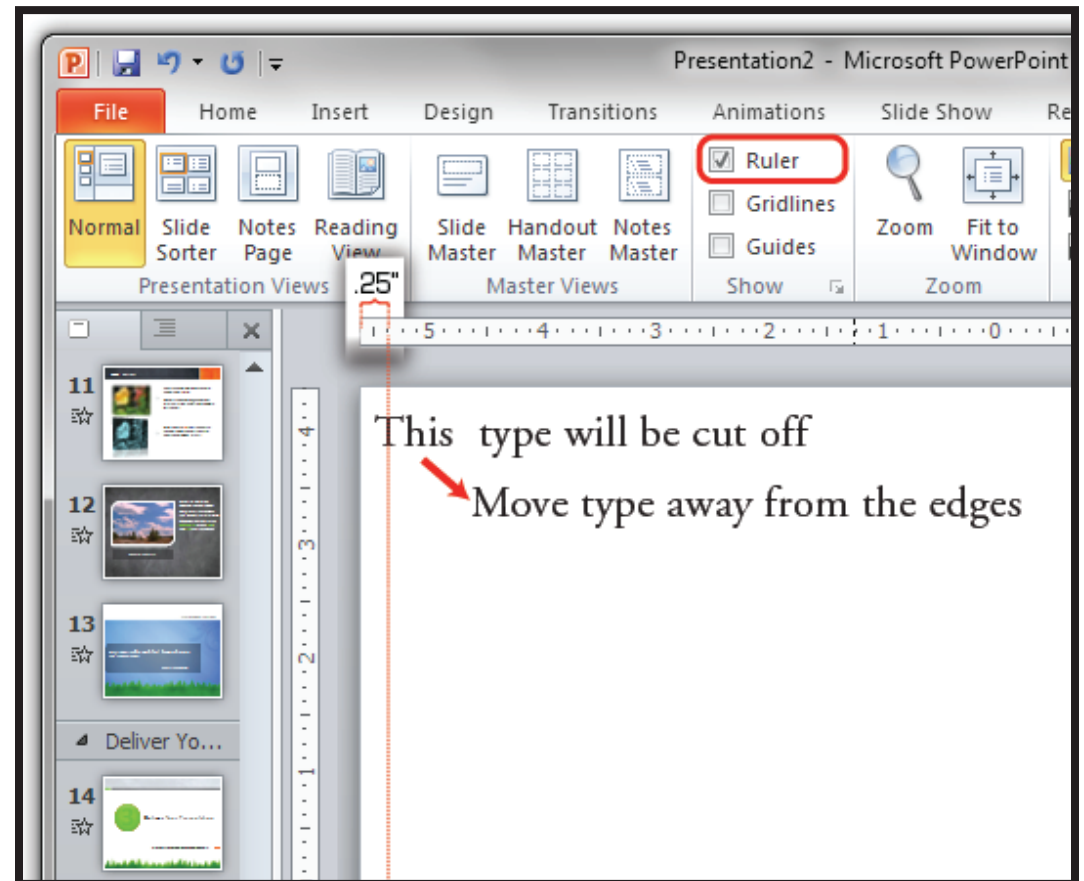 Presentation2 - Microsoft PowerPoint
File Home Insert Design Transitions Animations Slide Show Re
Normal
Slide Sorter
Notes Page
Reading View
Presentation Views
Slide Master
Handout Master
Notes Master
Master Views
Ruler
Gridlines
Guides
Show
Zoom
Fit to Window
Zoom
.25"
5 4 3 2 1 0
11
12
13
Deliver Yo...
14
4
3
2
1
This type will be cut off
Move type away from the edges